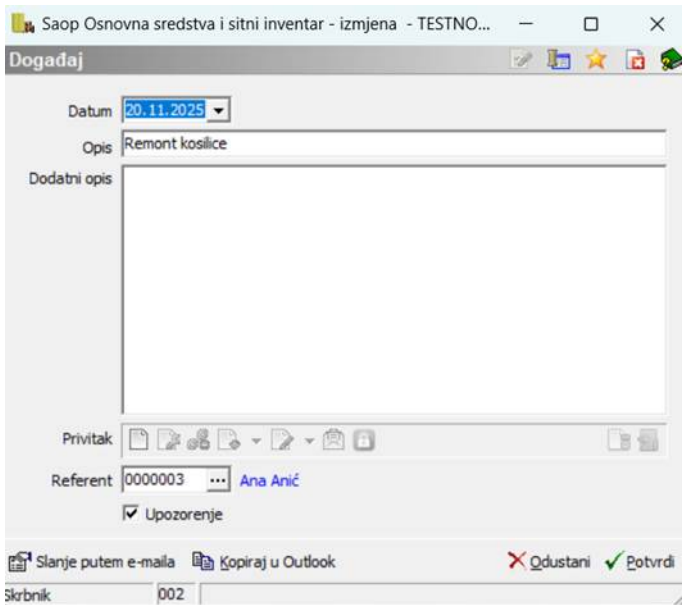 Saop Osnovna sredstva i sitni inventar - izmjena - TESTNO...
Događaj
Datum 20.11.2025
Opis Remont kosilice
Dodatni opis
Privitak
Referent 0000003 ... Ana Anić
Upozorenje
Slanje putem e-maila Kopiraj u Outlook Odustani Potvrdi
Skrbnik 002